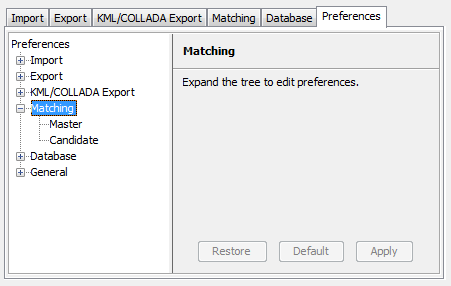 Import Export KML/COLLADA Export Matching Database Preferences
Preferences
Import
Export
KML/COLLADA Export
Matching
Master
Candidate
Database
General
Matching
Expand the tree to edit preferences.
Restore Default Apply